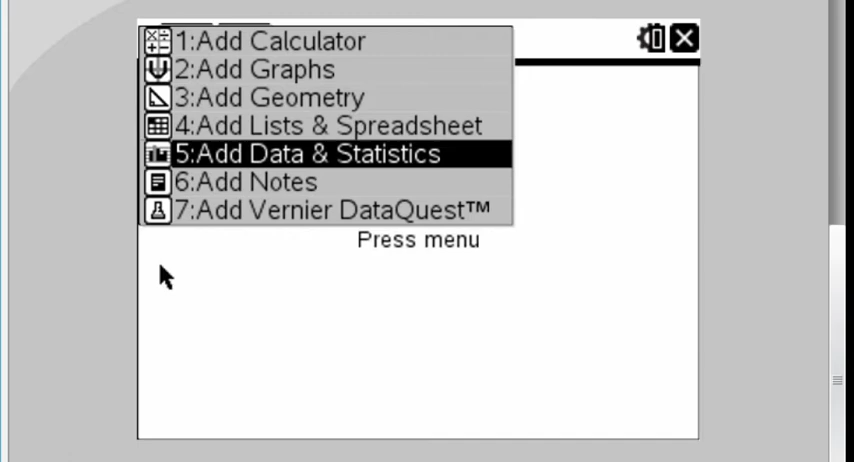 1:Add Calculator
2:Add Graphs
3:Add Geometry
4:Add Lists & Spreadsheet
5:Add Data & Statistics
6:Add Notes
7:Add Vernier DataQuest™
Press menu